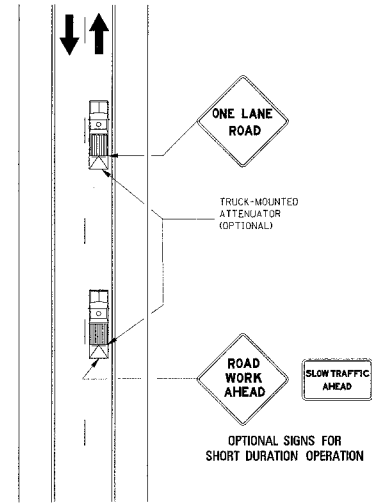 ONE LANE
ROAD
TRUCK-MOUNTED
ATTENUATOR
(OPTIONAL)
ROAD
WORK
AHEAD
SLOW TRAFFIC
AHEAD
OPTIONAL SIGNS FOR
SHORT DURATION OPERATION